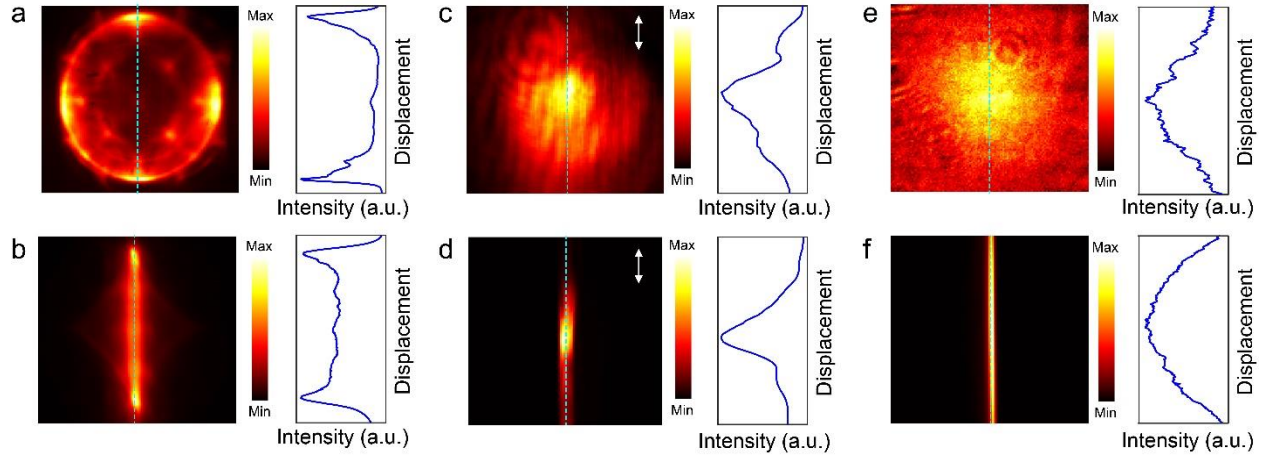 a
Max
Min
Displacement
Intensity (a.u.)
c
Max
Min
Displacement
Intensity (a.u.)
e
Max
Min
Displacement
Intensity (a.u.)
b
Max
Min
Displacement
Intensity (a.u.)
d
Max
Min
Displacement
Intensity (a.u.)
f
Max
Min
Displacement
Intensity (a.u.)